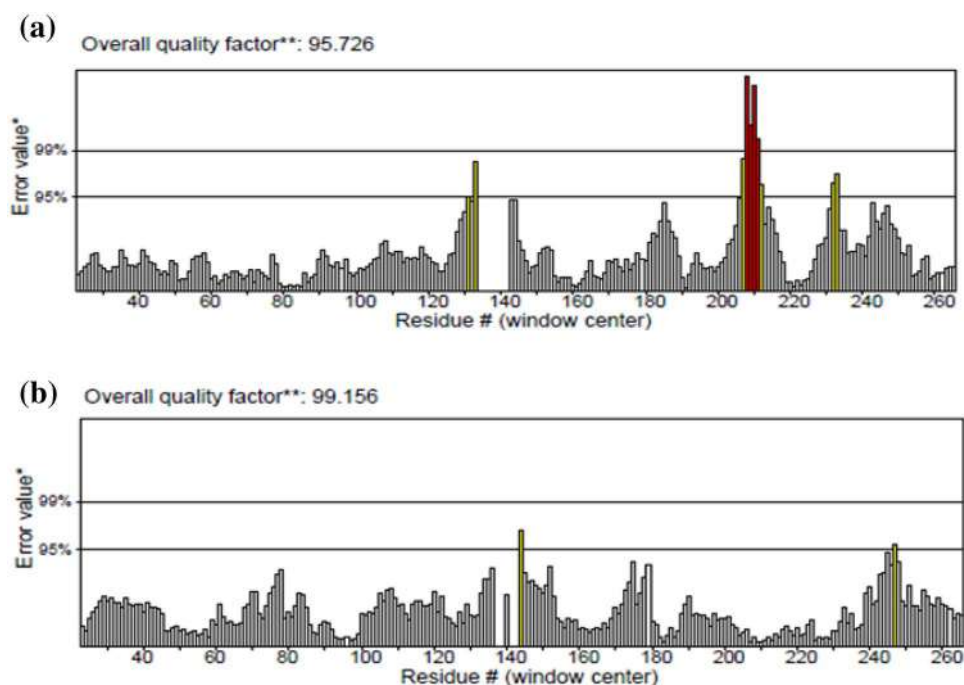 (a)
Overall quality factor**: 95.726
Error value*
99%
95%
40 60 80 100 120 140 160 180 200 220 240 260
Residue # (window center)
(b)
Overall quality factor**: 99.156
Error value*
99%
95%
40 60 80 100 120 140 160 180 200 220 240 260
Residue # (window center)